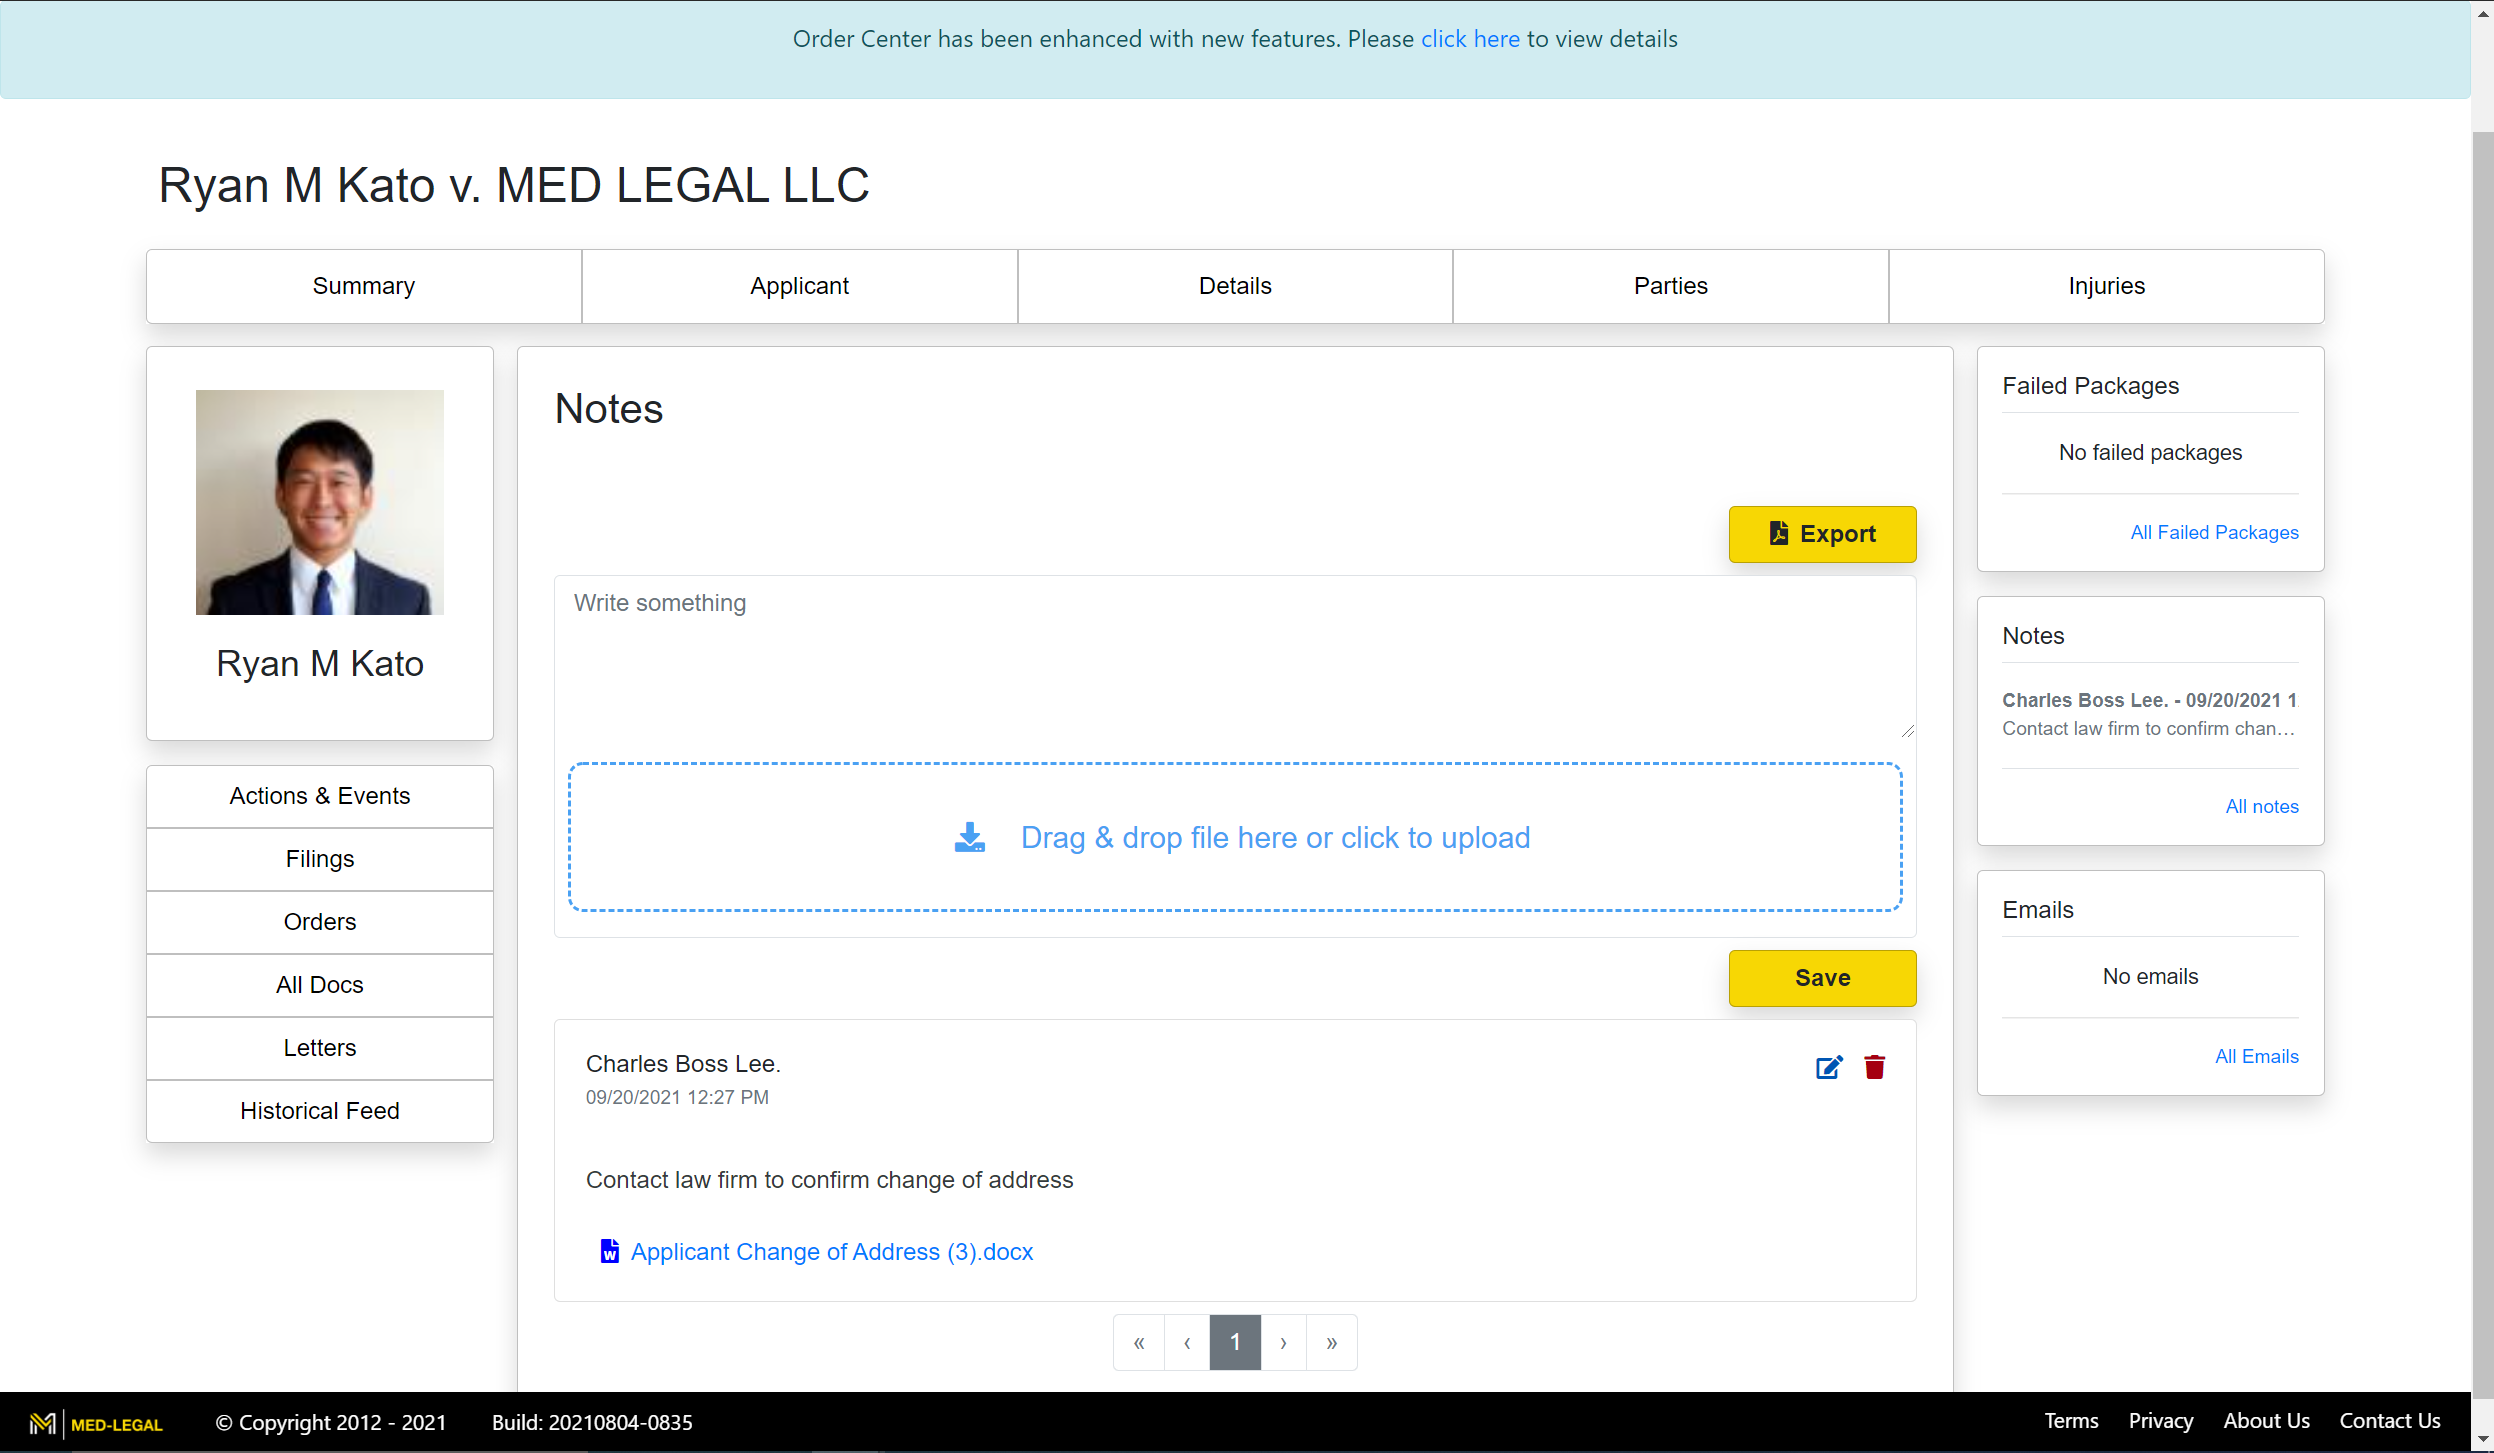 Order Center has been enhanced with new features. Please click here to view details
Ryan M Kato v. MED LEGAL LLC
Summary
Applicant
Details
Parties
Injuries
Ryan M Kato
Actions & Events
Filings
Orders
All Docs
Letters
Historical Feed
Notes
Export
Write something
Drag & drop file here or click to upload
Save
Charles Boss Lee.
09/20/2021 12:27 PM
Contact law firm to confirm change of address
Applicant Change of Address (3).docx
« ‹ 1 › »
Failed Packages
No failed packages
All Failed Packages
Notes
Charles Boss Lee. - 09/20/2021 1
Contact law firm to confirm chan…
All notes
Emails
No emails
All Emails
MED-LEGAL
© Copyright 2012 - 2021
Build: 20210804-0835
Terms
Privacy
About Us
Contact Us